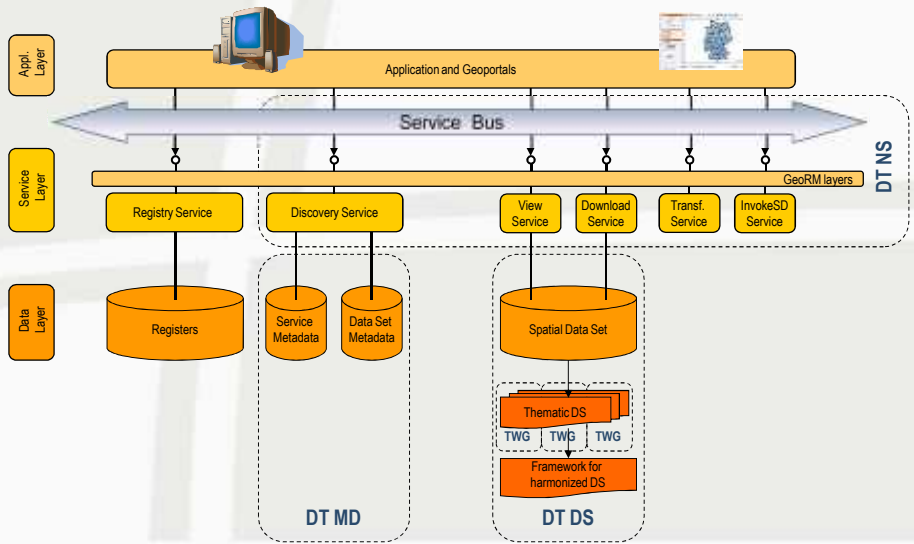 Appl.
Layer
Application and Geoportals
Service Bus
DT NS
Service
Layer
GeoRM layers
Registry Service
Discovery Service
View
Service
Download
Service
Transf.
Service
InvokeSD
Service
Data
Layer
Registers
Service
Metadata
Data Set
Metadata
Spatial Data Set
Thematic DS
TWG
TWG
TWG
Framework for
harmonized DS
DT MD
DT DS